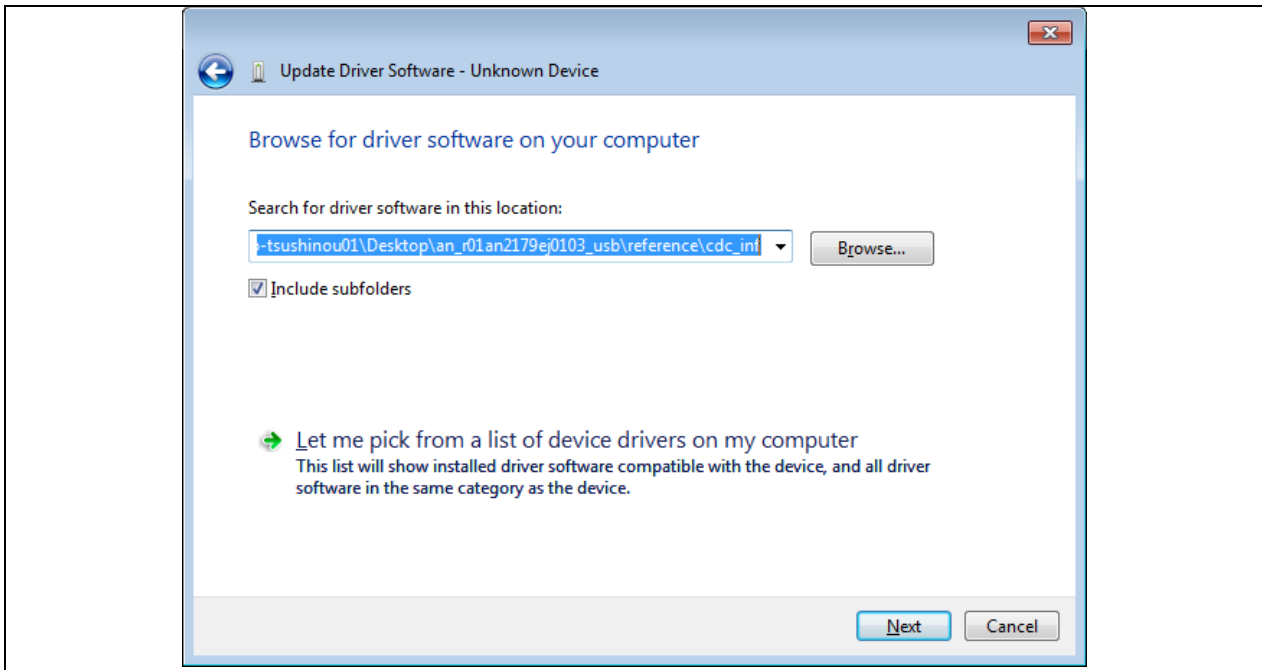 Update Driver Software - Unknown Device
Browse for driver software on your computer
Search for driver software in this location:
-tsushinou01\Desktop\an_r01an2179ej0103_usb\reference\cdc_inf
Browse...
Include subfolders
Let me pick from a list of device drivers on my computer
This list will show installed driver software compatible with the device, and all driver
software in the same category as the device.
Next
Cancel